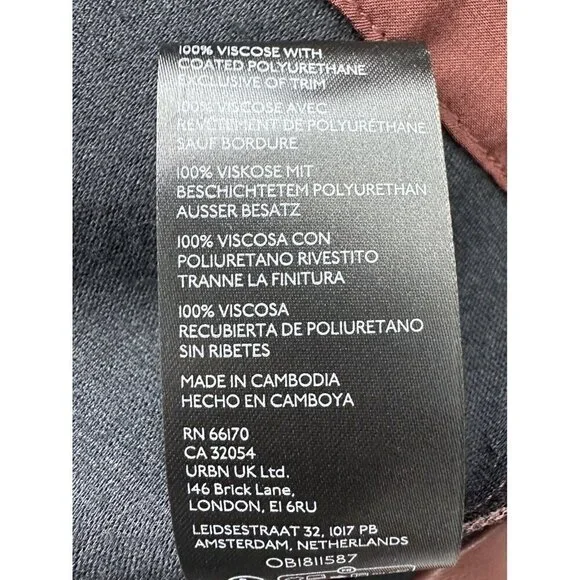 100% VISCOSE WITH
COATED POLYURETHANE
EXCLUSIVE OF TRIM
100% VISCOSE AVEC
REVÊTEMENT DE POLYURÉTHANE
SAUF BORDURE
100% VISKOSE MIT
BESCHICHTETEM POLYURETHAN
AUSSER BESATZ
100% VISCOSA CON
POLIURETANO RIVESTITO
TRANNE LA FINITURA
100% VISCOSA
RECUBIERTA DE POLIURETANO
SIN RIBETES
MADE IN CAMBODIA
HECHO EN CAMBOYA
RN 66170
CA 32054
URBN UK Ltd.
146 Brick Lane,
LONDON, E1 6RU
LEIDSESTRAAT 32, 1017 PB
AMSTERDAM, NETHERLANDS
OB1811587